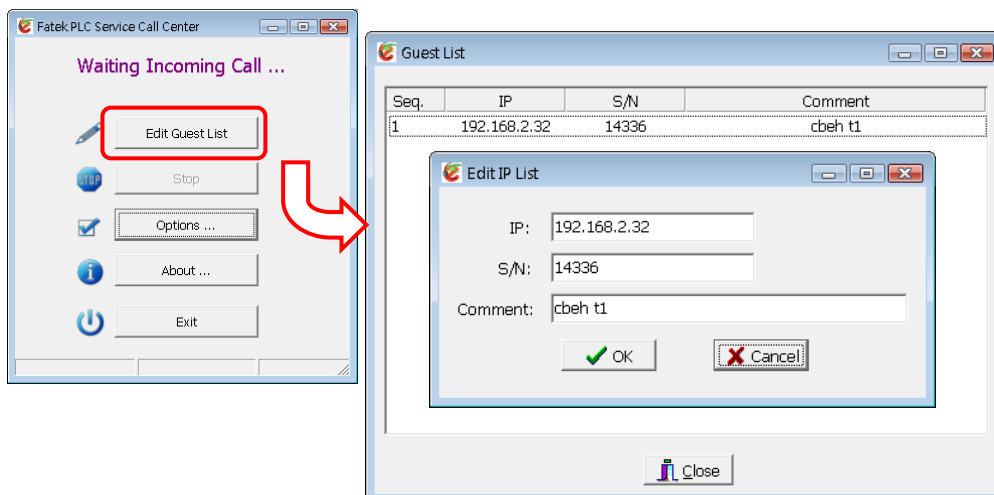 Fatek PLC Service Call Center
Waiting Incoming Call ...
Edit Guest List
STOP
Stop
Options ...
About ...
Exit
Guest List
Seq. IP S/N Comment
1 192.168.2.32 14336 cbeh t1
Edit IP List
IP: 192.168.2.32
S/N: 14336
Comment: cbeh t1
OK Cancel
Close